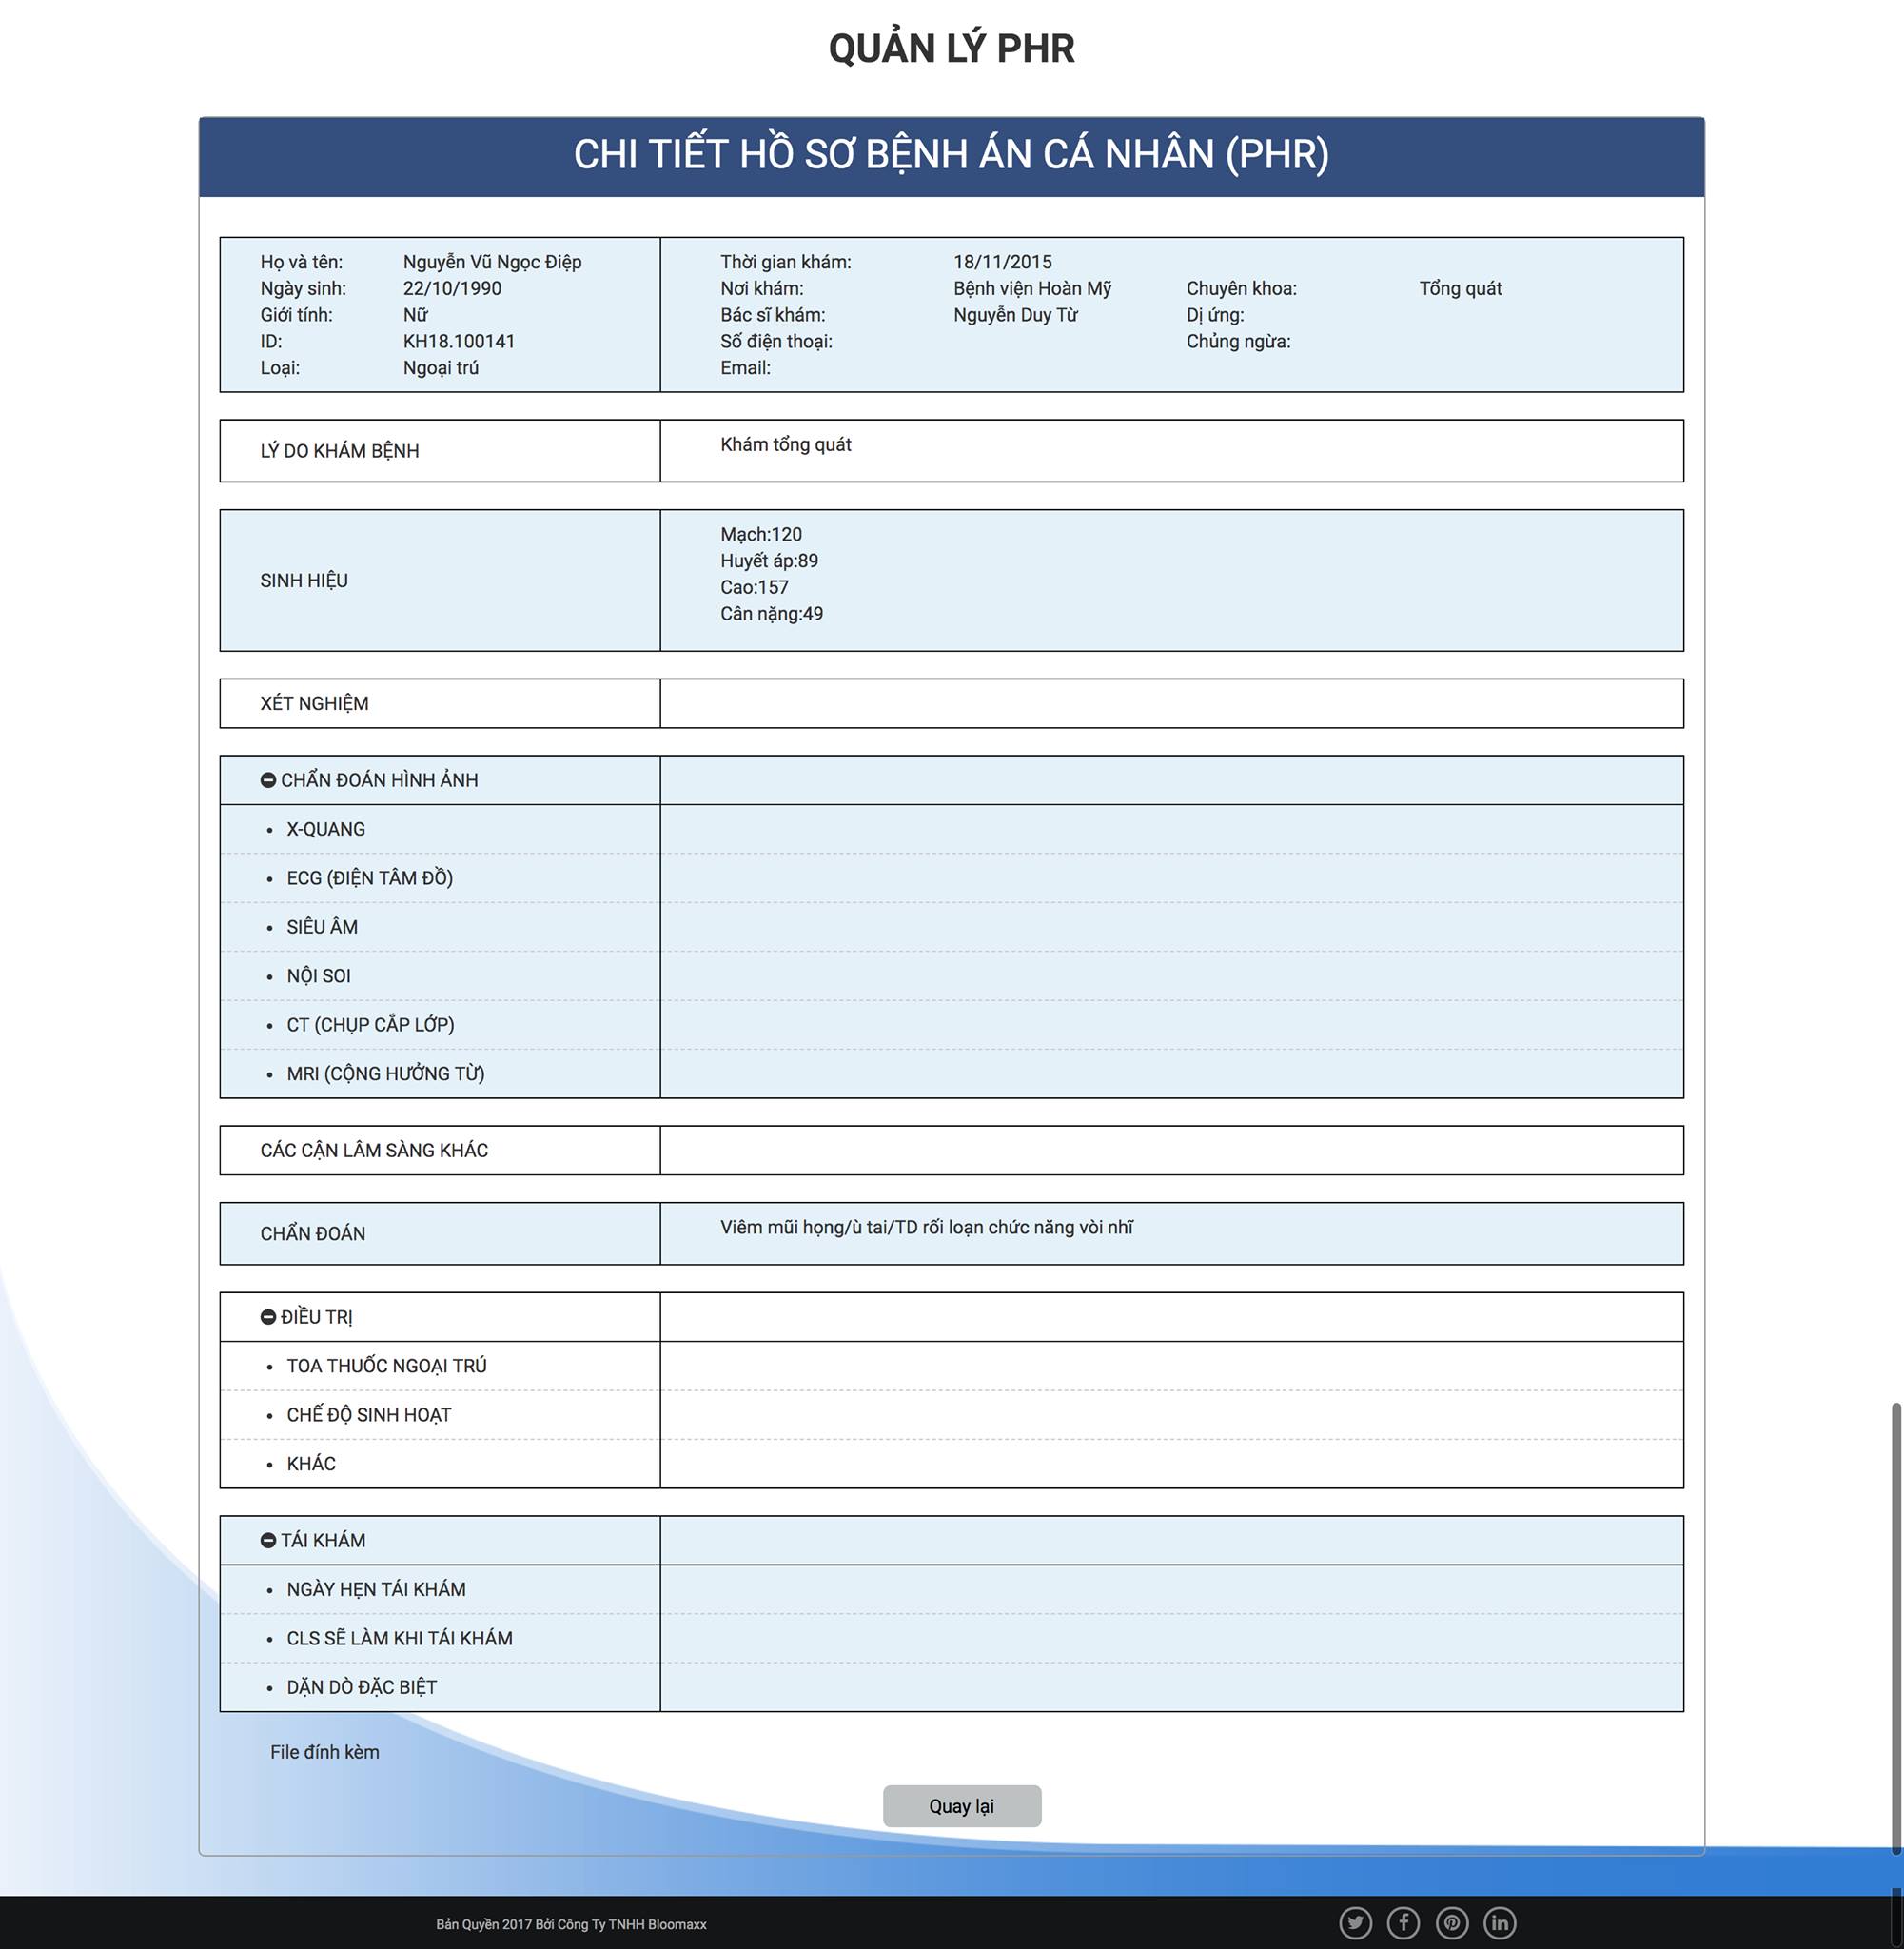 QUẢN LÝ PHR
CHI TIẾT HỒ SƠ BỆNH ÁN CÁ NHÂN (PHR)
Họ và tên: Nguyễn Vũ Ngọc Điệp
Ngày sinh: 22/10/1990
Giới tính: Nữ
ID: KH18.100141
Loại: Ngoại trú
Thời gian khám: 18/11/2015
Nơi khám: Bệnh viện Hoàn Mỹ Chuyên khoa: Tổng quát
Bác sĩ khám: Nguyễn Duy Từ Dị ứng:
Số điện thoại: Chủng ngừa:
Email:
LÝ DO KHÁM BỆNH Khám tổng quát
SINH HIỆU
Mạch:120
Huyết áp:89
Cao:157
Cân nặng:49
XÉT NGHIỆM
CHẨN ĐOÁN HÌNH ẢNH
• X-QUANG
• ECG (ĐIỆN TÂM ĐỒ)
• SIÊU ÂM
• NỘI SOI
• CT (CHỤP CẮP LỚP)
• MRI (CỘNG HƯỞNG TỪ)
CÁC CẬN LÂM SÀNG KHÁC
CHẨN ĐOÁN Viêm mũi họng/ù tai/TD rối loạn chức năng vòi nhĩ
ĐIỀU TRỊ
• TOA THUỐC NGOẠI TRÚ
• CHẾ ĐỘ SINH HOẠT
• KHÁC
TÁI KHÁM
• NGÀY HẸN TÁI KHÁM
• CLS SẼ LÀM KHI TÁI KHÁM
• DẶN DÒ ĐẶC BIỆT
File đính kèm
Quay lại
Bản Quyền 2017 Bởi Công Ty TNHH Bloomaxx